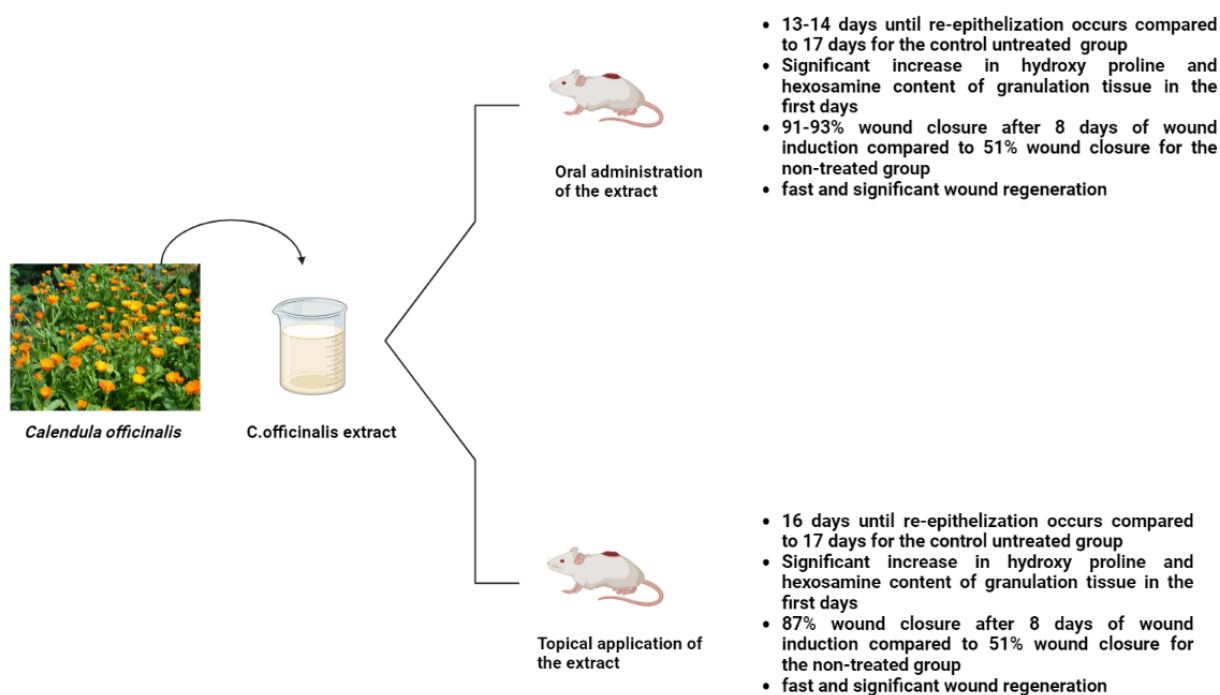 • 13-14 days until re-epithelization occurs compared
to 17 days for the control untreated group
• Significant increase in hydroxy proline and
hexosamine content of granulation tissue in the
first days
• 91-93% wound closure after 8 days of wound
induction compared to 51% wound closure for the
non-treated group
• fast and significant wound regeneration
Oral administration
of the extract
Calendula officinalis
C.officinalis extract
• 16 days until re-epithelization occurs compared
to 17 days for the control untreated group
• Significant increase in hydroxy proline and
hexosamine content of granulation tissue in the
first days
• 87% wound closure after 8 days of wound
induction compared to 51% wound closure for
the non-treated group
• fast and significant wound regeneration
Topical application of
the extract